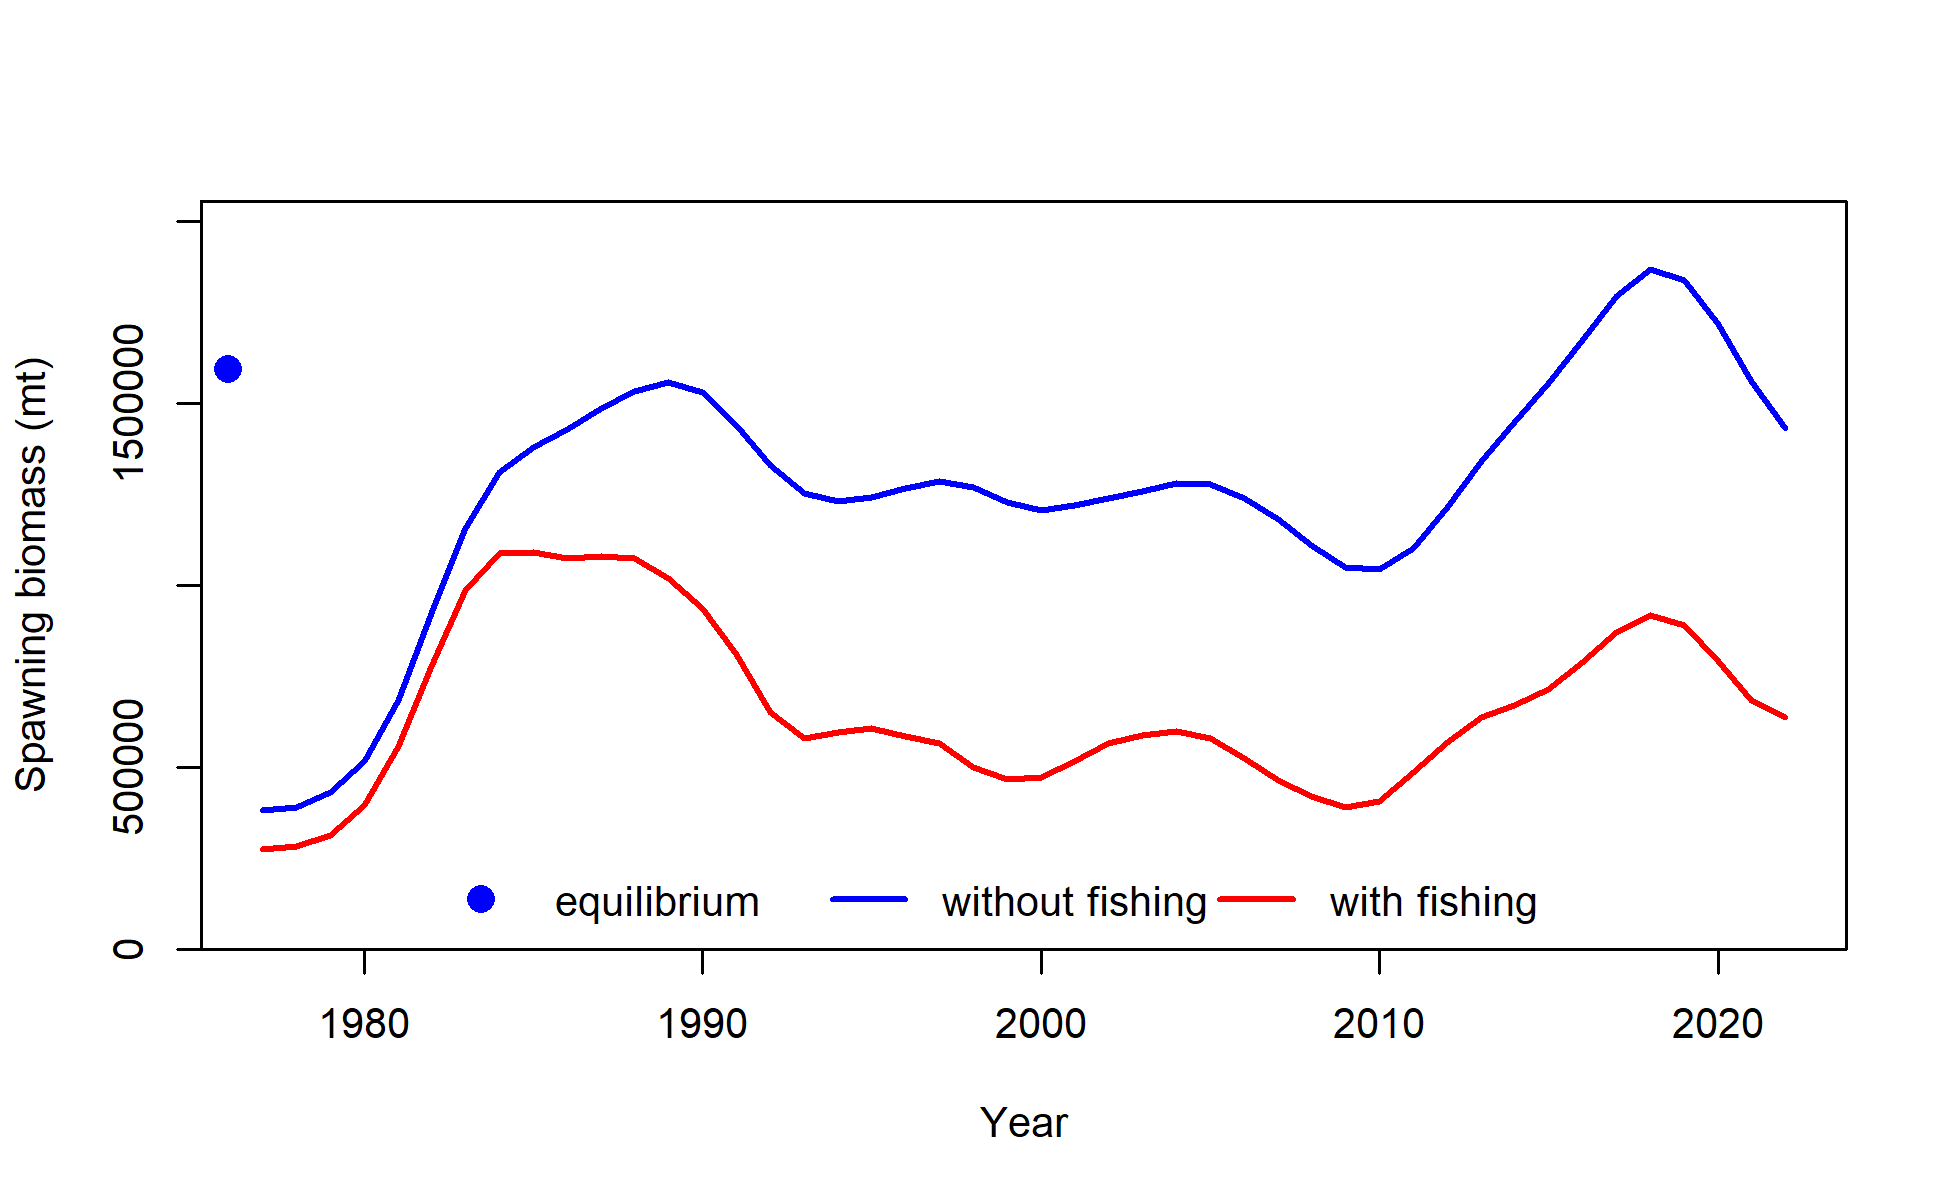 Spawning biomass (mt)
1500000
500000
0
equilibrium without fishing with fishing
1980 1990 2000 2010 2020
Year